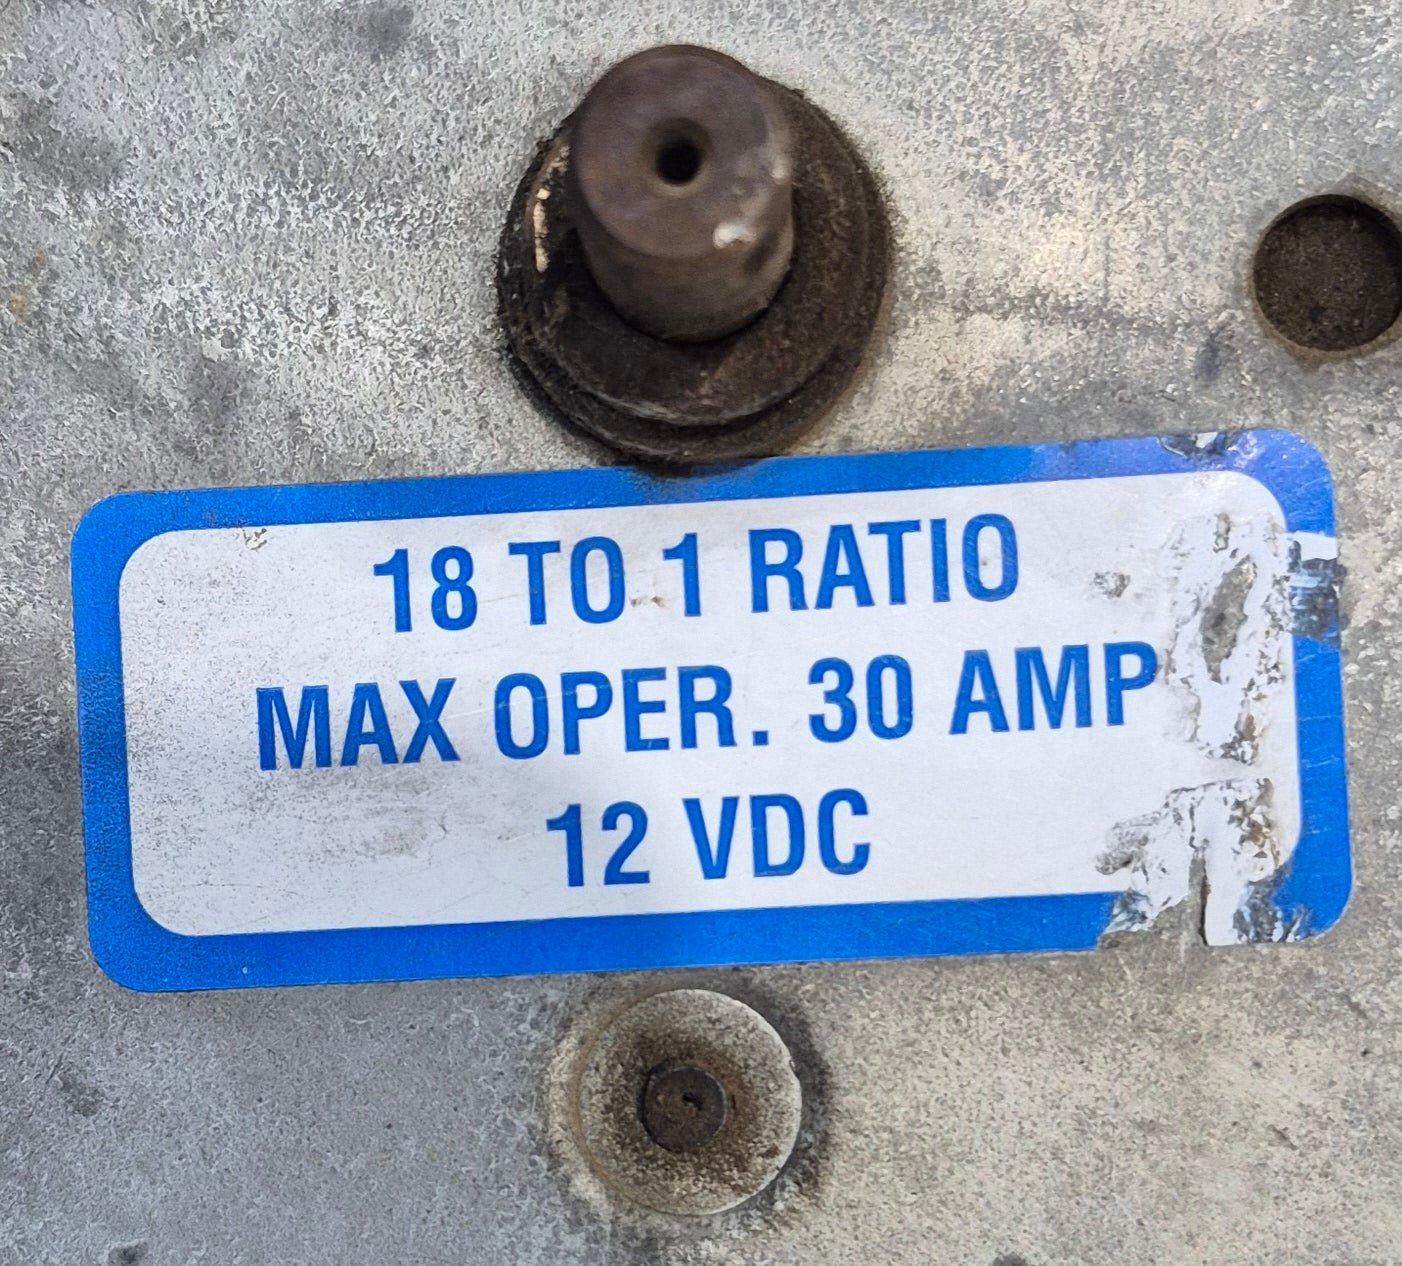 18 TO 1 RATIO
MAX OPER. 30 AMP
12 VDC